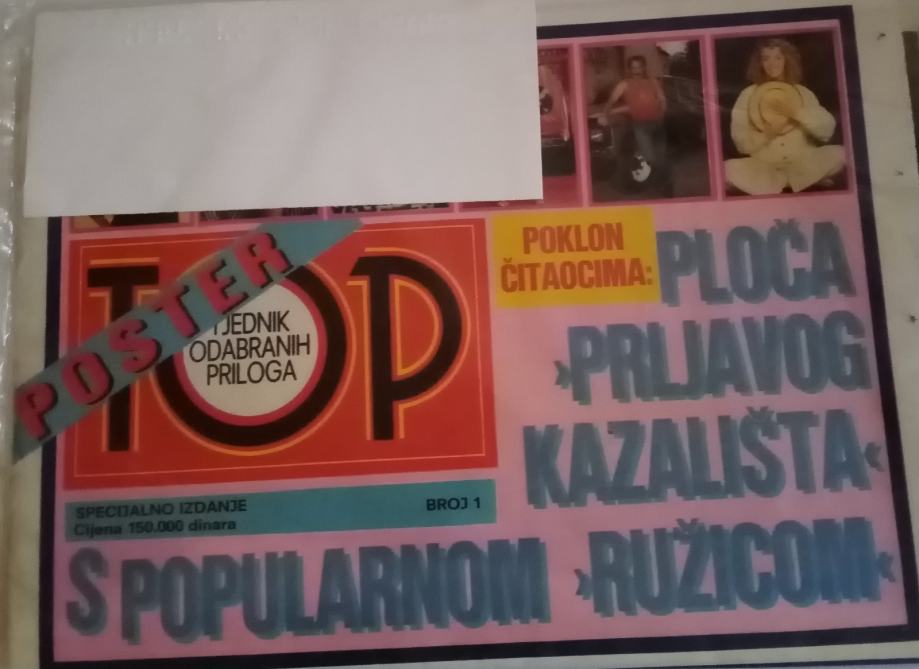 TOP
POSTER
TJEDNIK
ODABRANIH
PRILOGA
POKLON
ČITAOCIMA:
PLOČA
»PRLJAVOG
KAZALIŠTA«
SPECIJALNO IZDANJE
BROJ 1
Cijena 150.000 dinara
S POPULARNOM »RUŽICOM«